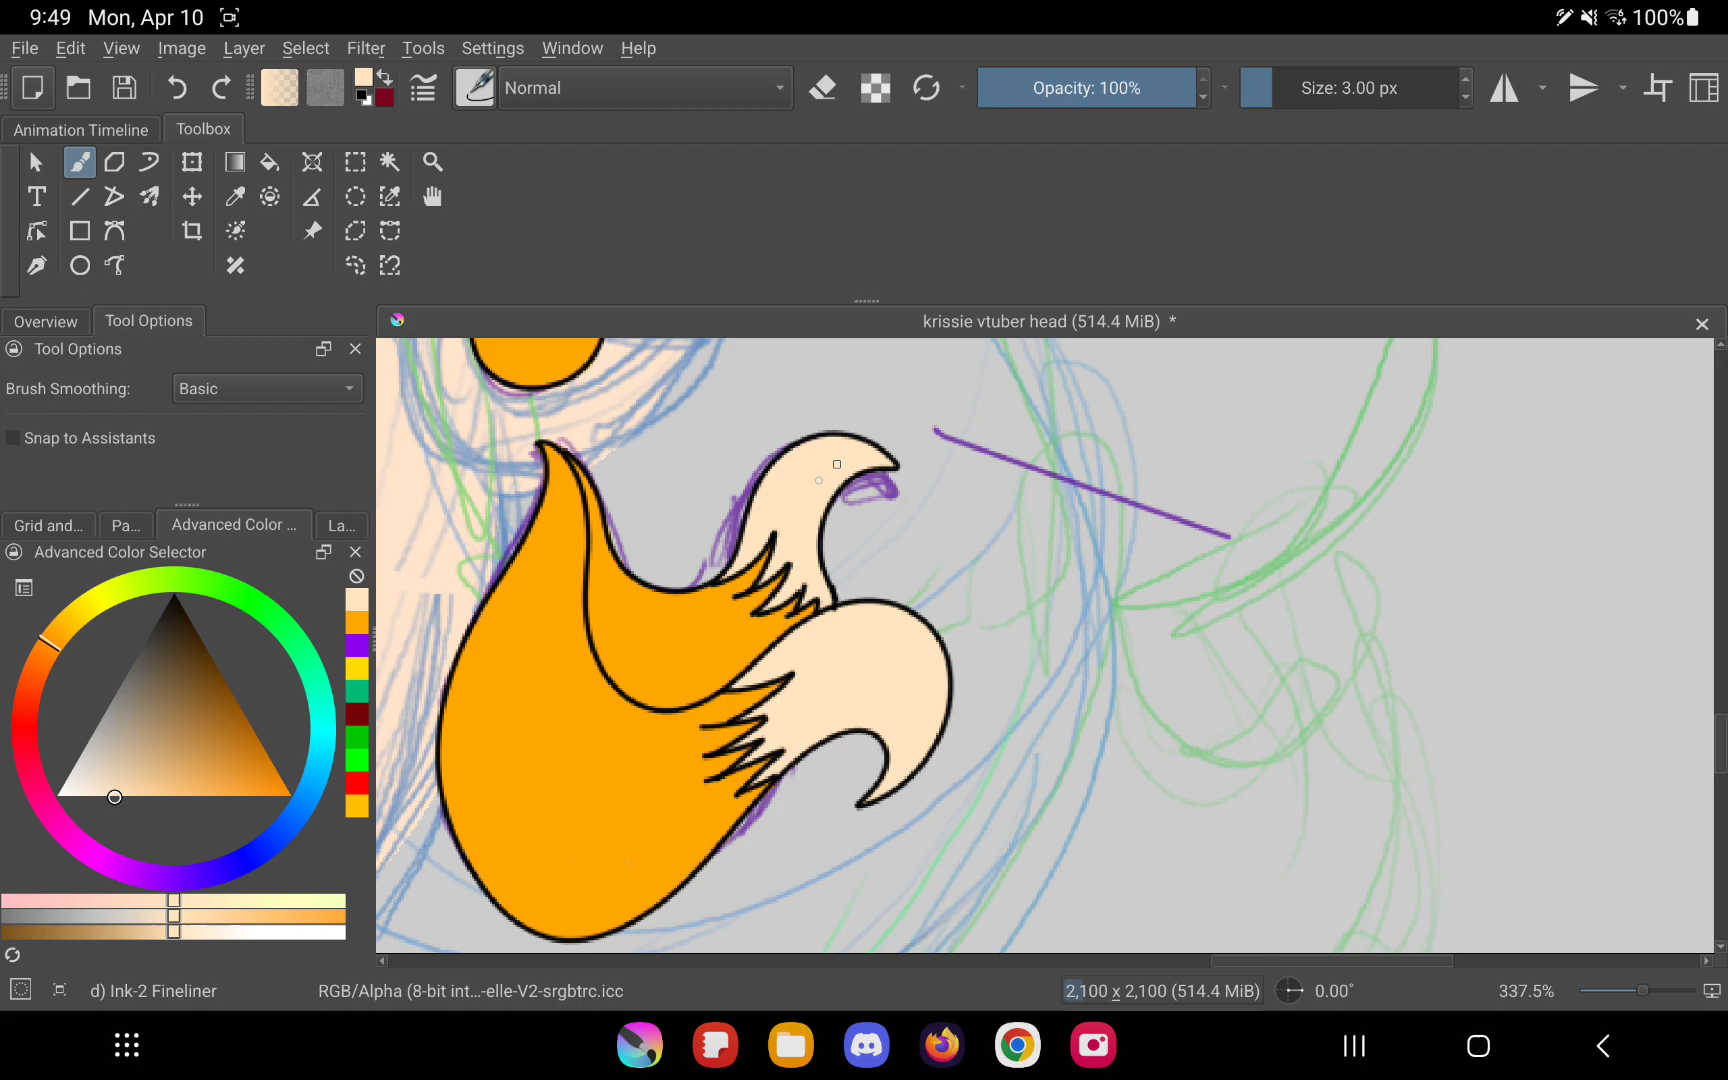 9:49 Mon, Apr 10 100%
File Edit View Image Layer Select Filter Tools Settings Window Help
Normal Opacity: 100% Size: 3.00 px
Animation Timeline Toolbox
Overview Tool Options krissie vtuber head (514.4 MiB) *
Tool Options
Brush Smoothing: Basic
Snap to Assistants
Grid and... Pa... Advanced Color ... La...
Advanced Color Selector
d) Ink-2 Fineliner RGB/Alpha (8-bit int...-elle-V2-srgbtrc.icc 2,100 x 2,100 (514.4 MiB) 0.00° 337.5%